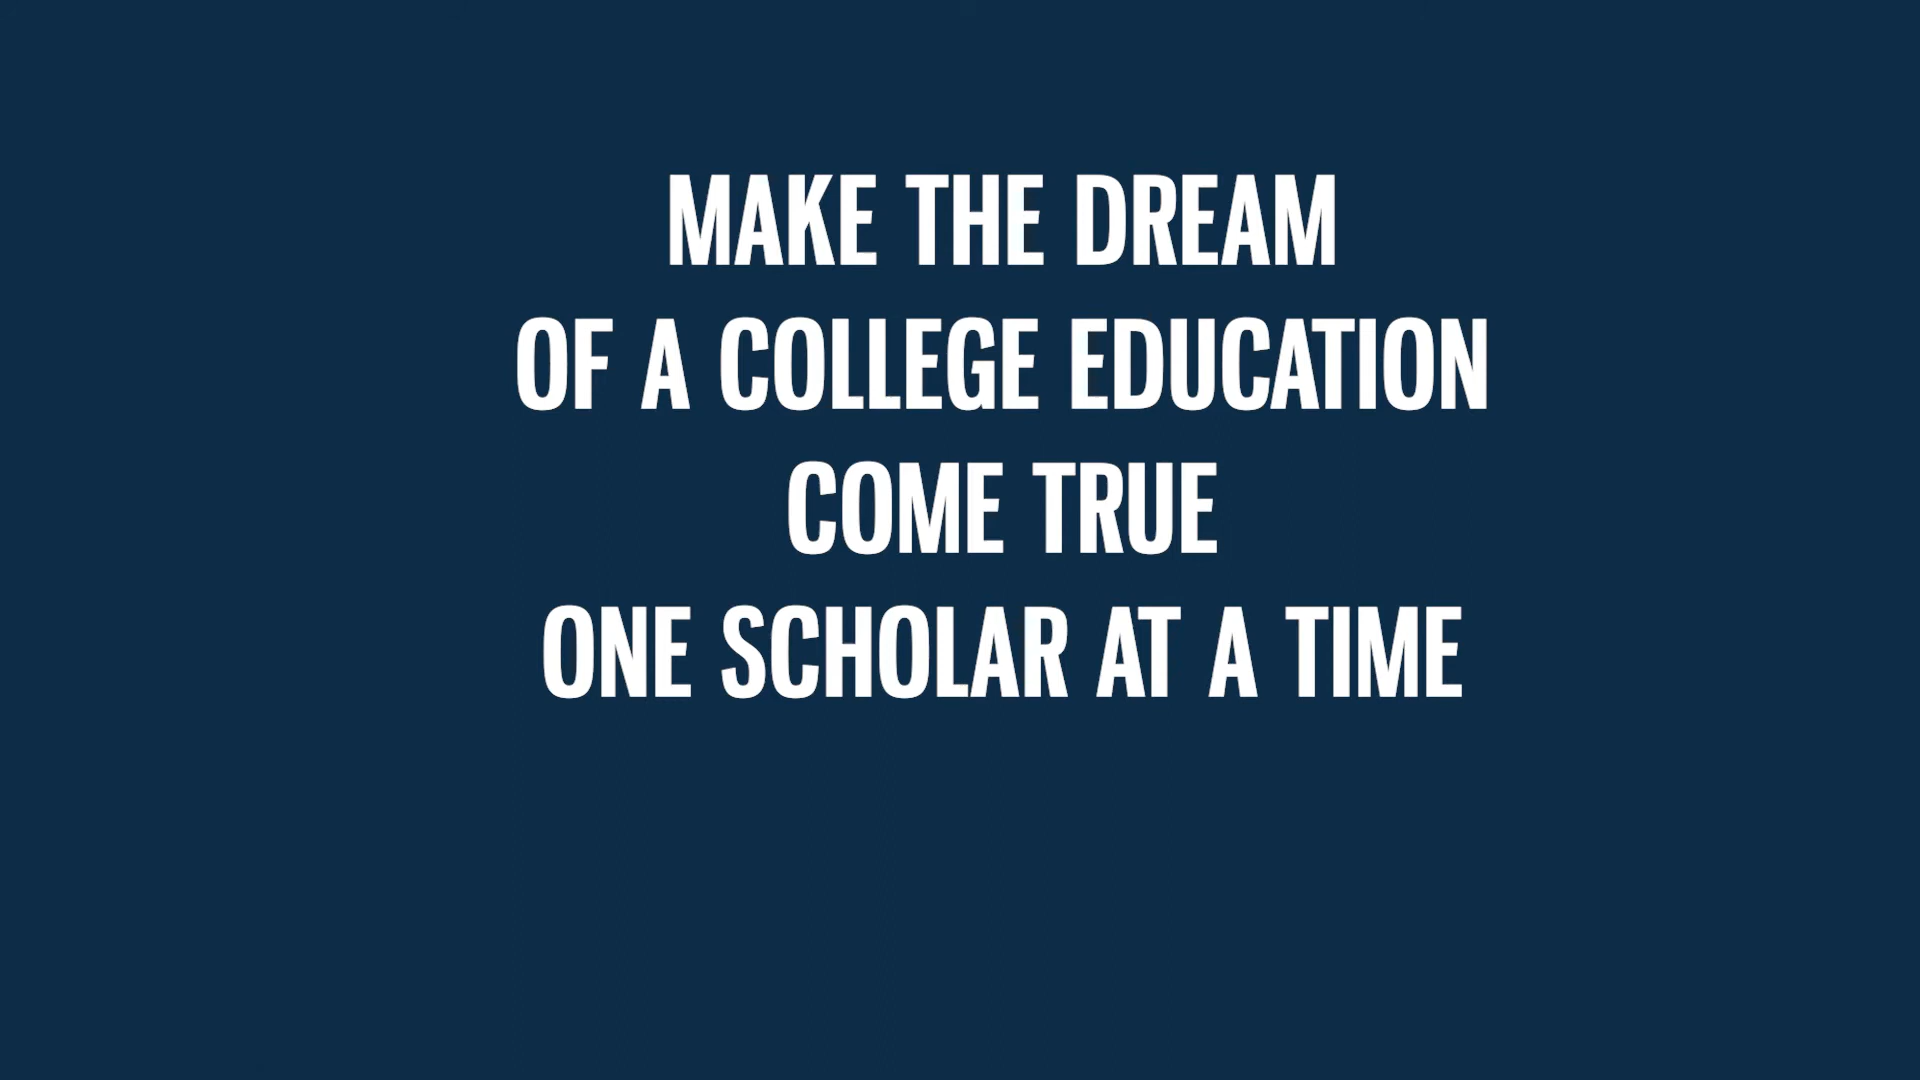 MAKE THE DREAM
OF A COLLEGE EDUCATION
COME TRUE
ONE SCHOLAR AT A TIME